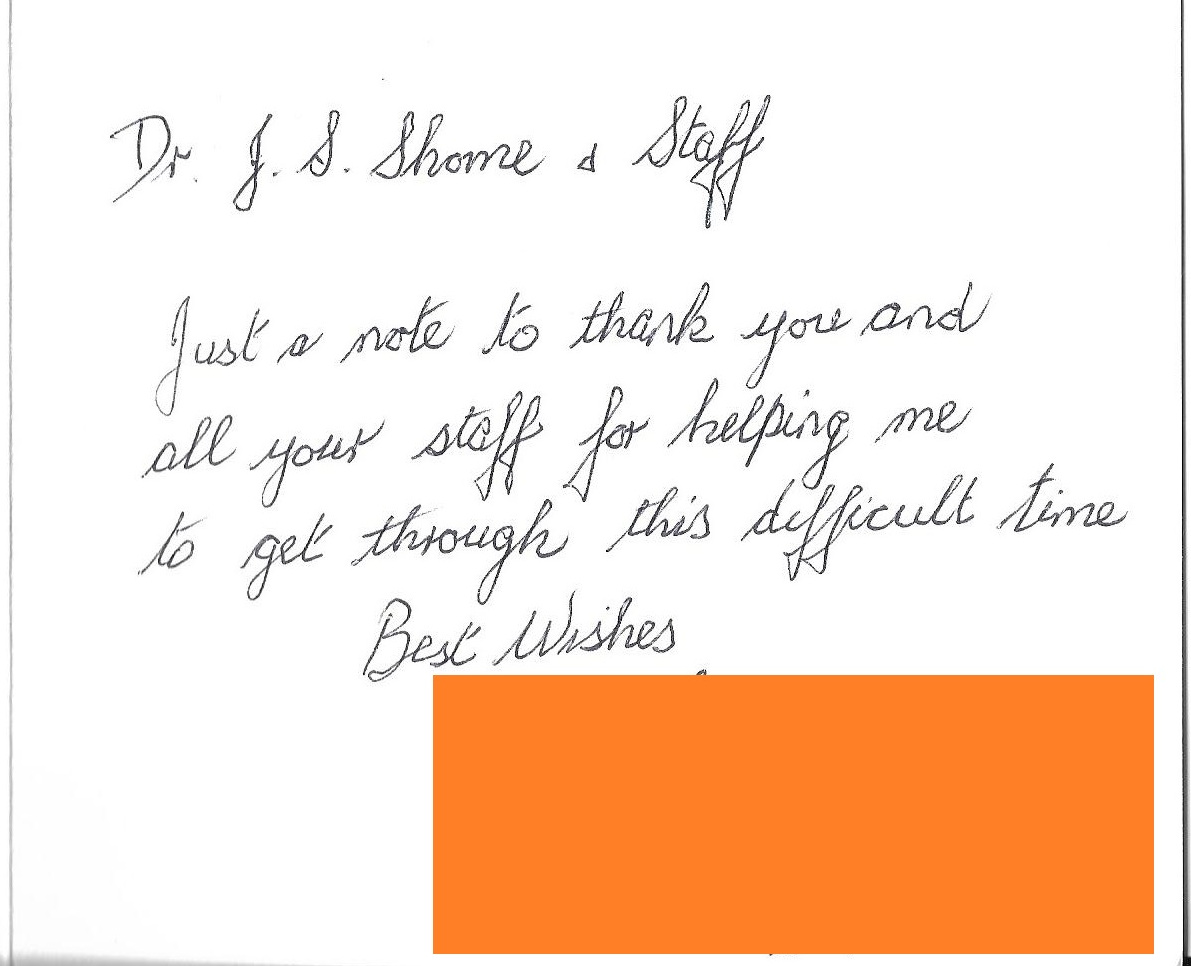 Dr. J. S. Shome & Staff
Just a note to thank you and
all your staff for helping me
to get through this difficult time
Best Wishes